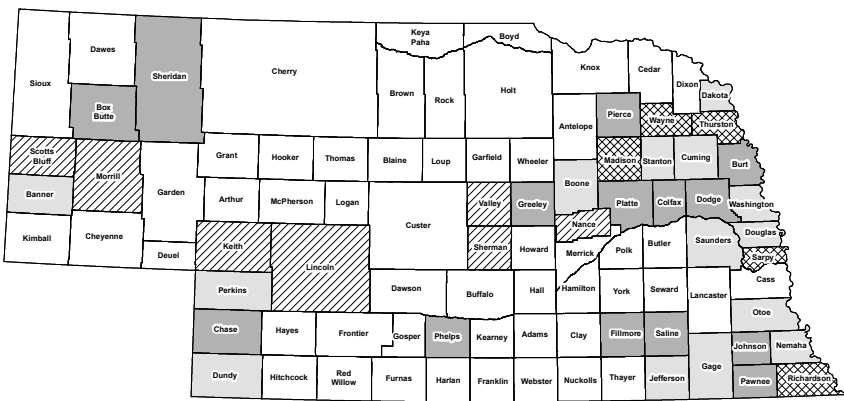 Keya
Paha
Boyd
Dawes
Sioux
Sheridan
Cherry
Knox
Cedar
Dixon
Dakota
Brown
Rock
Holt
Box
Butte
Antelope
Pierce
Wayne
Thurston
Scotts
Bluff
Morrill
Grant
Hooker
Thomas
Blaine
Loup
Garfield
Wheeler
Madison
Stanton
Cuming
Burt
Banner
Garden
Arthur
McPherson
Logan
Custer
Valley
Greeley
Boone
Platte
Colfax
Dodge
Washington
Kimball
Cheyenne
Deuel
Keith
Lincoln
Sherman
Howard
Nance
Merrick
Polk
Butler
Saunders
Douglas
Sarpy
Perkins
Dawson
Buffalo
Hall
Hamilton
York
Seward
Lancaster
Cass
Otoe
Chase
Hayes
Frontier
Gosper
Phelps
Kearney
Adams
Clay
Fillmore
Saline
Johnson
Nemaha
Gage
Dundy
Hitchcock
Red
Willow
Furnas
Harlan
Franklin
Webster
Nuckolls
Thayer
Jefferson
Pawnee
Richardson